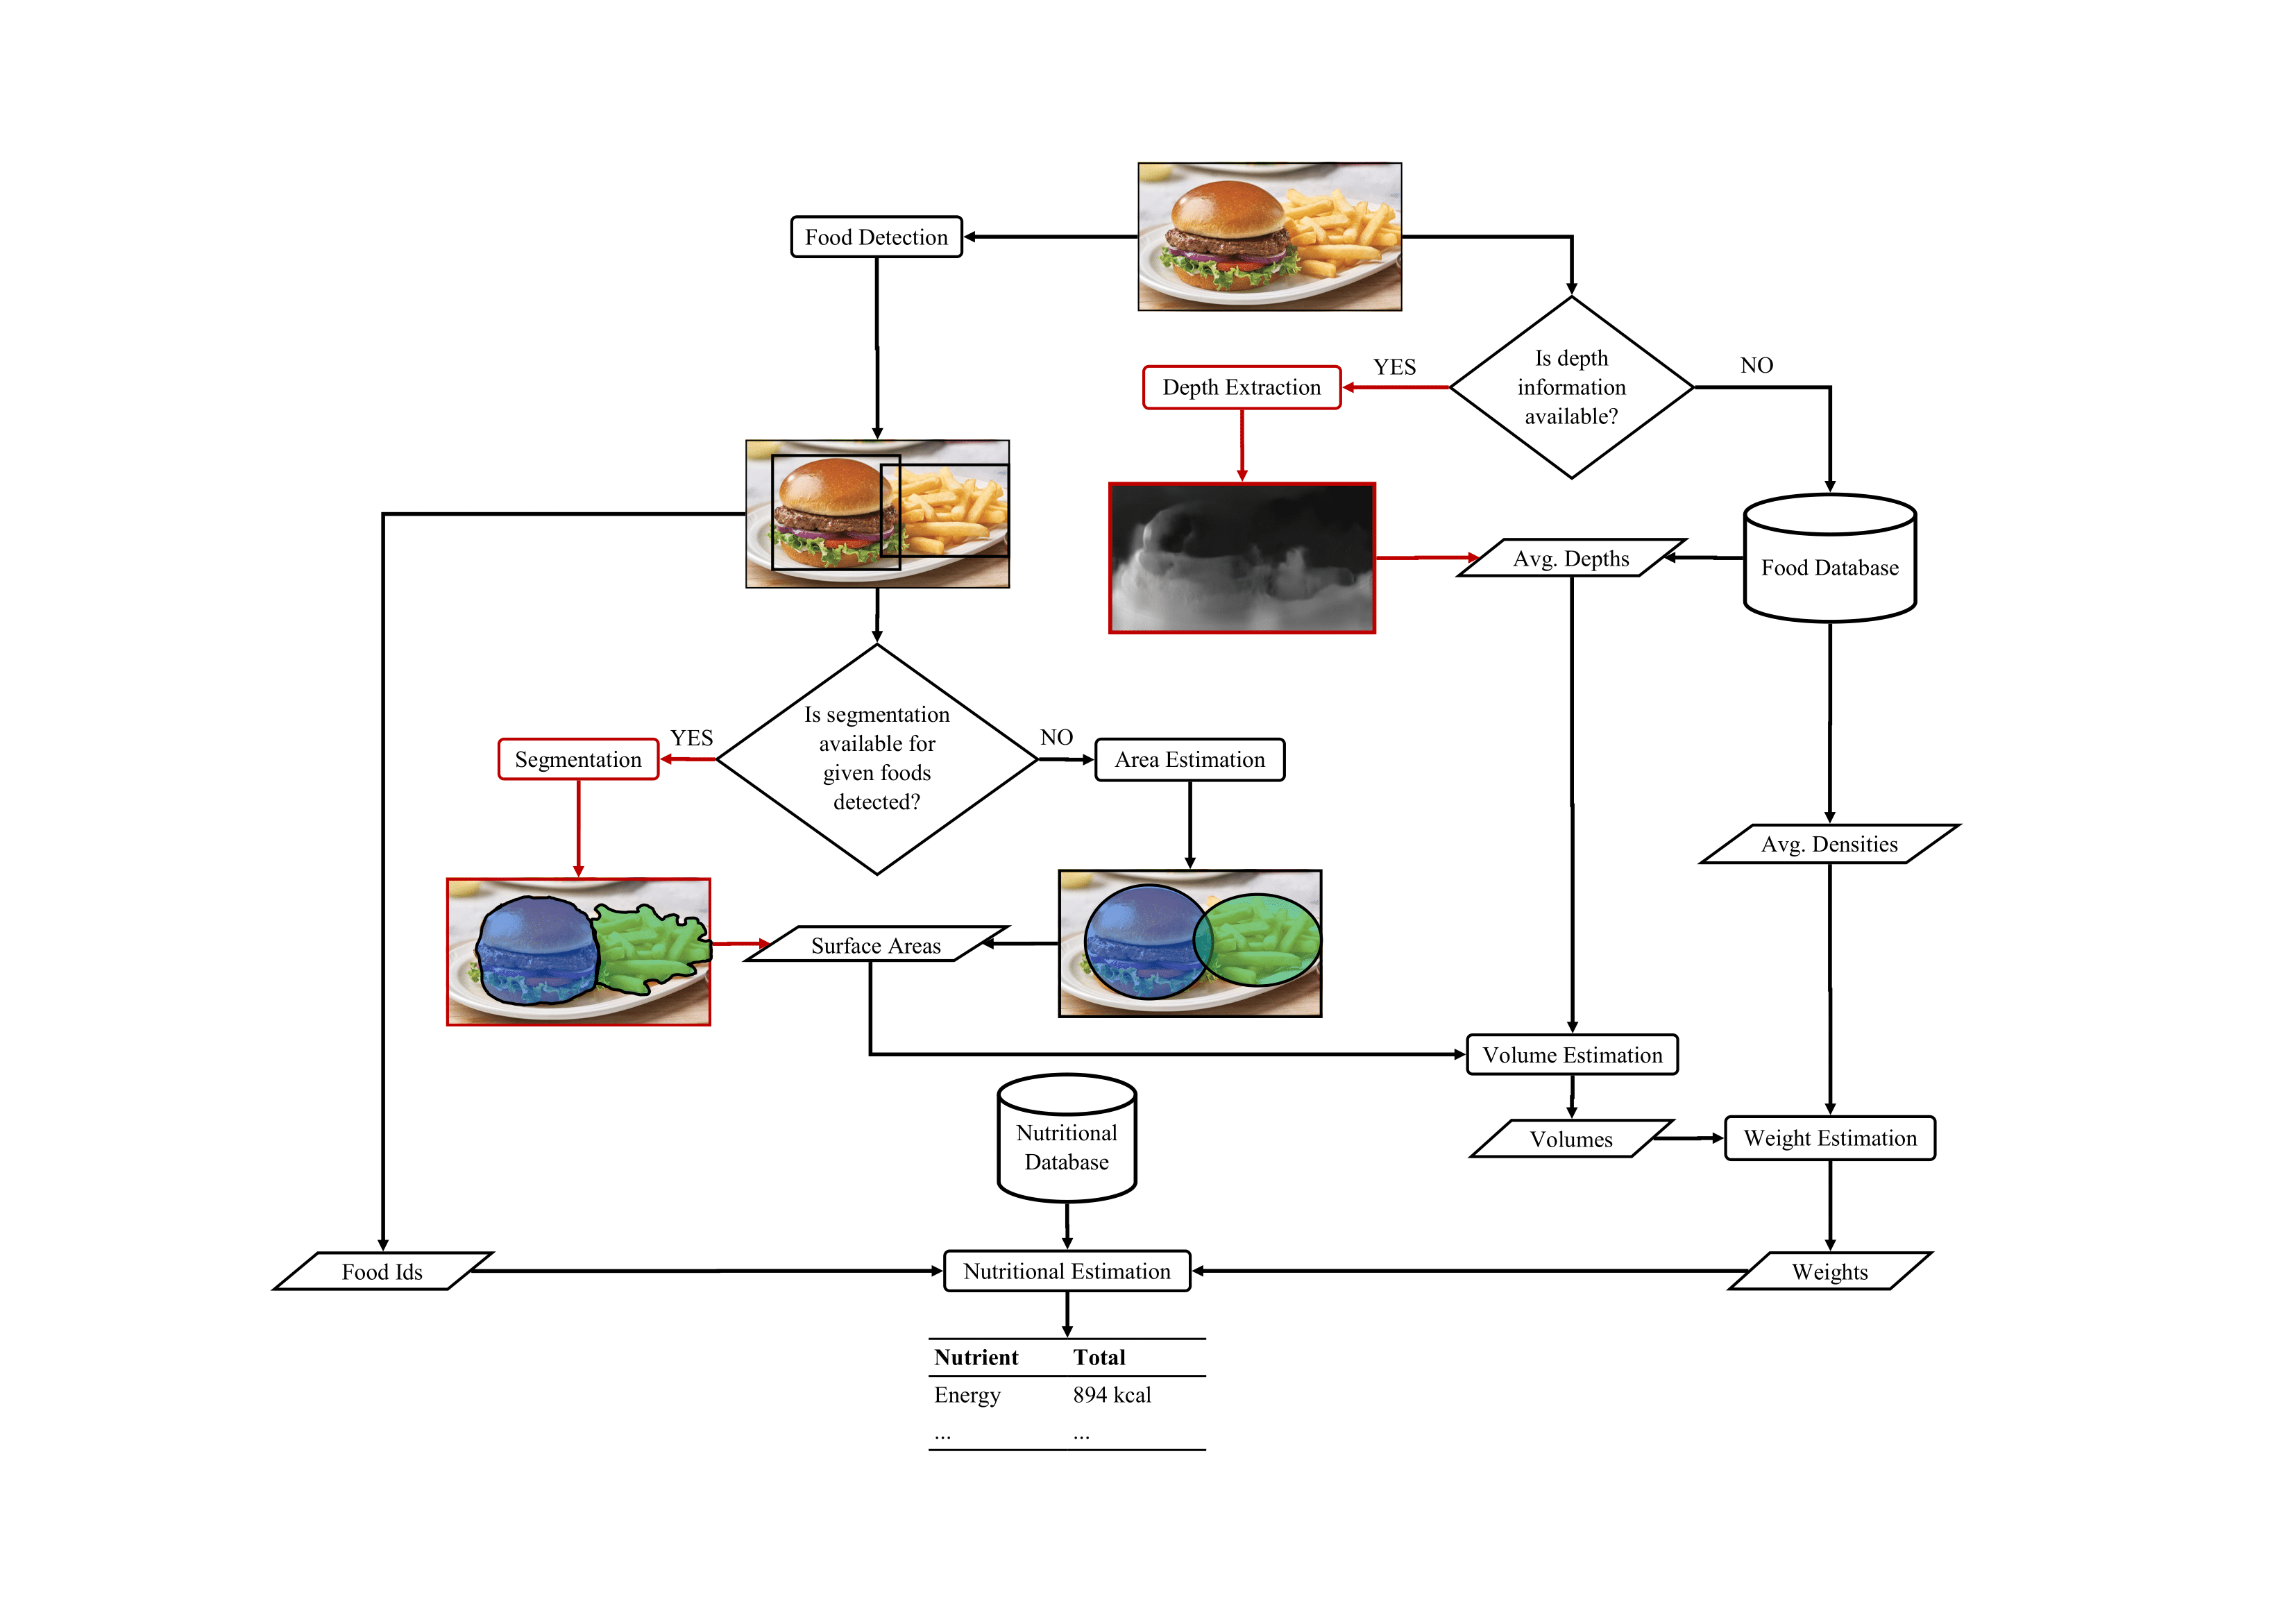 Food Detection
Is depth
information
available?
YES
NO
Depth Extraction
Avg. Depths
Food Database
Is segmentation
available for
given foods
detected?
YES
NO
Segmentation
Area Estimation
Avg. Densities
Surface Areas
Volume Estimation
Nutritional
Database
Volumes
Weight Estimation
Food Ids
Nutritional Estimation
Weights
Nutrient Total
Energy 894 kcal
... ...